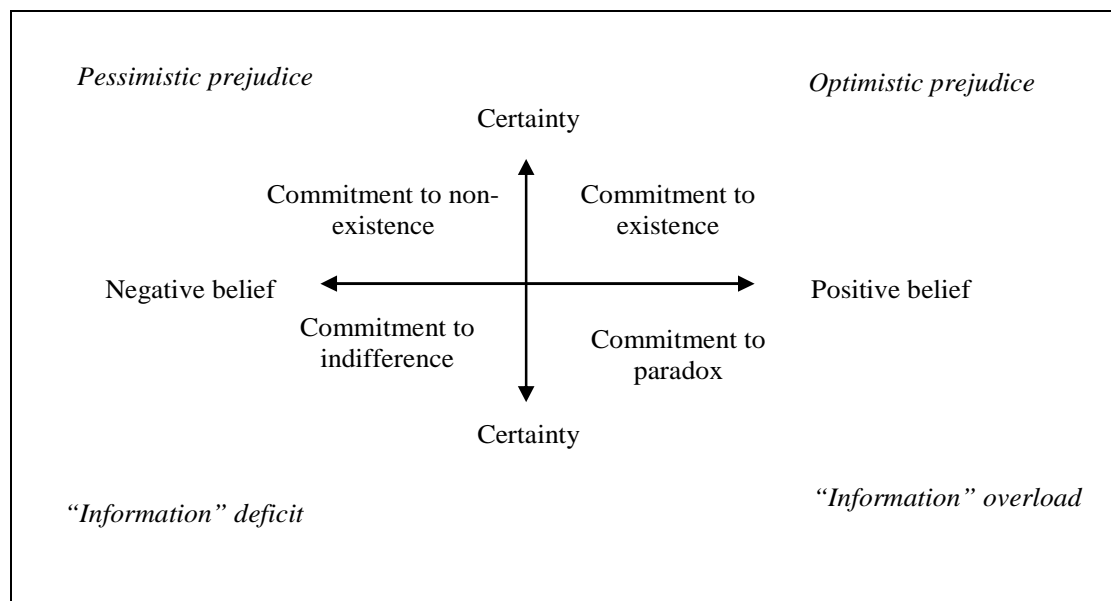 Pessimistic prejudice
Optimistic prejudice
Certainty
Commitment to non-
existence
Commitment to
existence
Negative belief
Positive belief
Commitment to
indifference
Commitment to
paradox
Certainty
“Information” deficit
“Information” overload